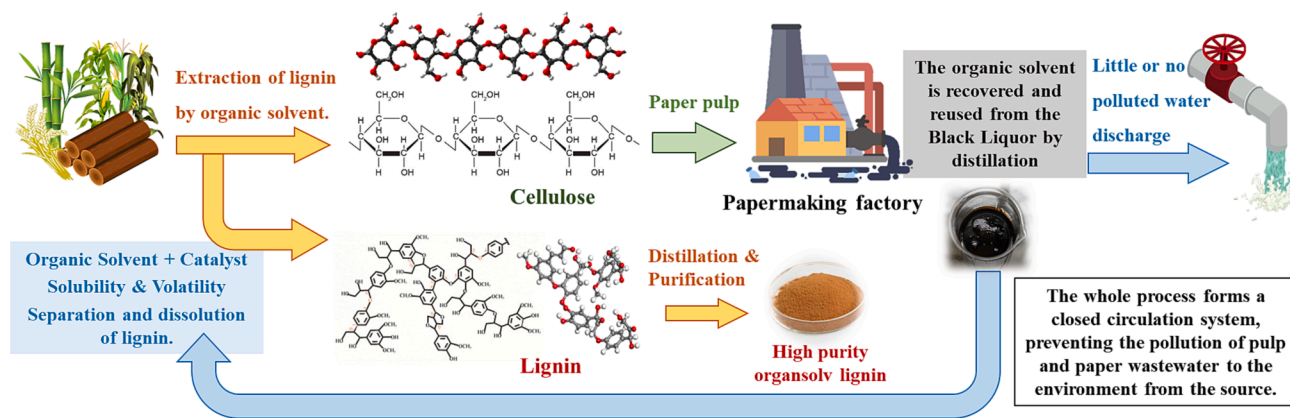 Extraction of lignin
by organic solvent.
CH₂OH
CH₂OH
CH₂OH
Cellulose
Paper pulp
Papermaking factory
The organic solvent
is recovered and
reused from the
Black Liquor by
distillation
Little or no
polluted water
discharge
Organic Solvent + Catalyst
Solubility & Volatility
Separation and dissolution
of lignin.
Lignin
Distillation &
Purification
High purity
organsolv lignin
The whole process forms a
closed circulation system,
preventing the pollution of pulp
and paper wastewater to the
environment from the source.